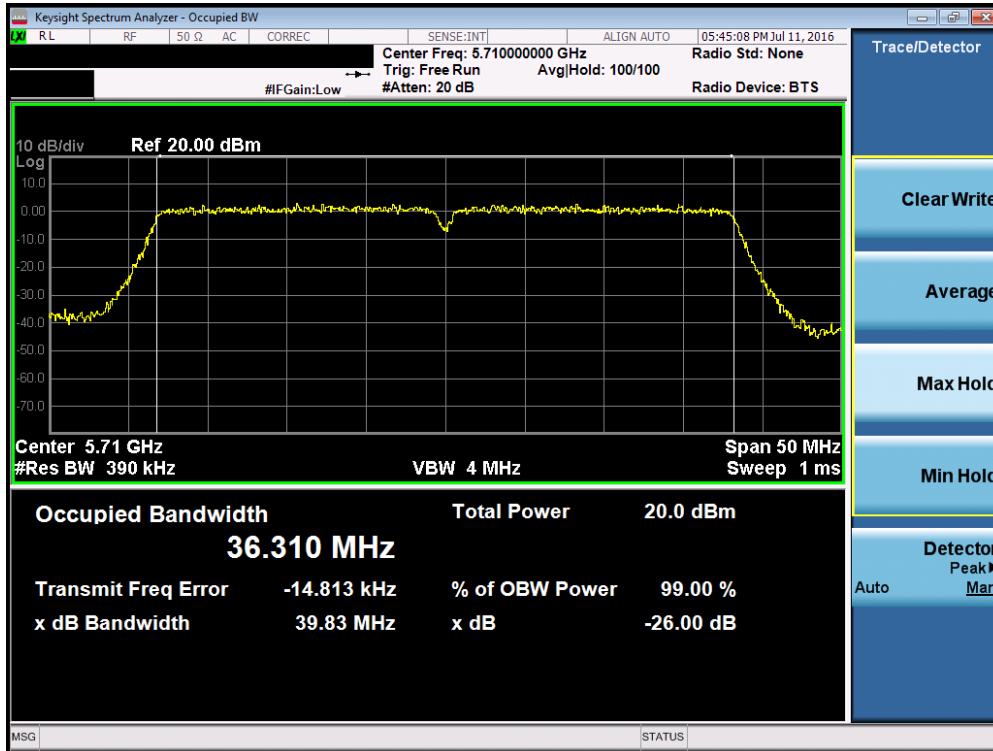 Keysight Spectrum Analyzer - Occupied BW
LXI RL RF 50 Ω AC CORREC SENSE:INT ALIGN AUTO 05:45:08 PM Jul 11, 2016
Center Freq: 5.710000000 GHz Radio Std: None
Trig: Free Run Avg|Hold: 100/100
#IFGain:Low #Atten: 20 dB Radio Device: BTS
Trace/Detector
10 dB/div Ref 20.00 dBm
Log
10.0
0.00
-10.0
-20.0
-30.0
-40.0
-50.0
-60.0
-70.0
Center 5.71 GHz Span 50 MHz
#Res BW 390 kHz VBW 4 MHz Sweep 1 ms
Occupied Bandwidth Total Power 20.0 dBm
36.310 MHz
Transmit Freq Error -14.813 kHz % of OBW Power 99.00 %
x dB Bandwidth 39.83 MHz x dB -26.00 dB
Clear Write
Average
Max Hold
Min Hold
Detector
Peak
Auto Man
MSG STATUS